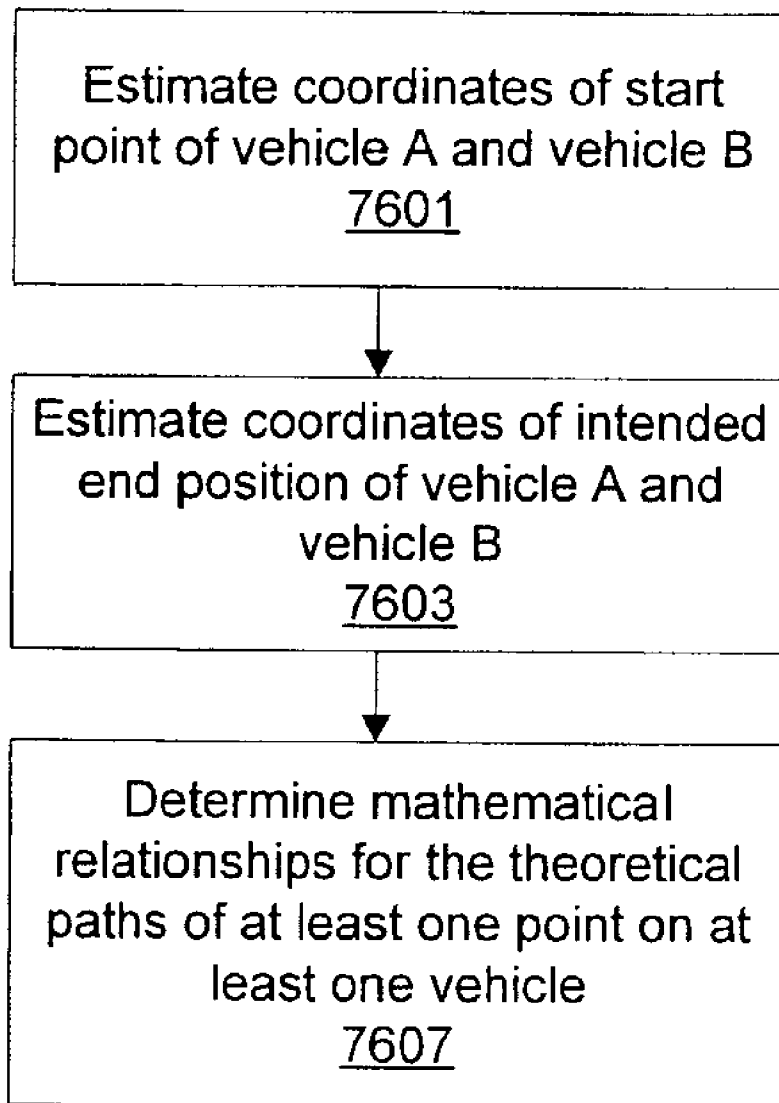 Estimate coordinates of start
point of vehicle A and vehicle B
7601
Estimate coordinates of intended
end position of vehicle A and
vehicle B
7603
Determine mathematical
relationships for the theoretical
paths of at least one point on at
least one vehicle
7607